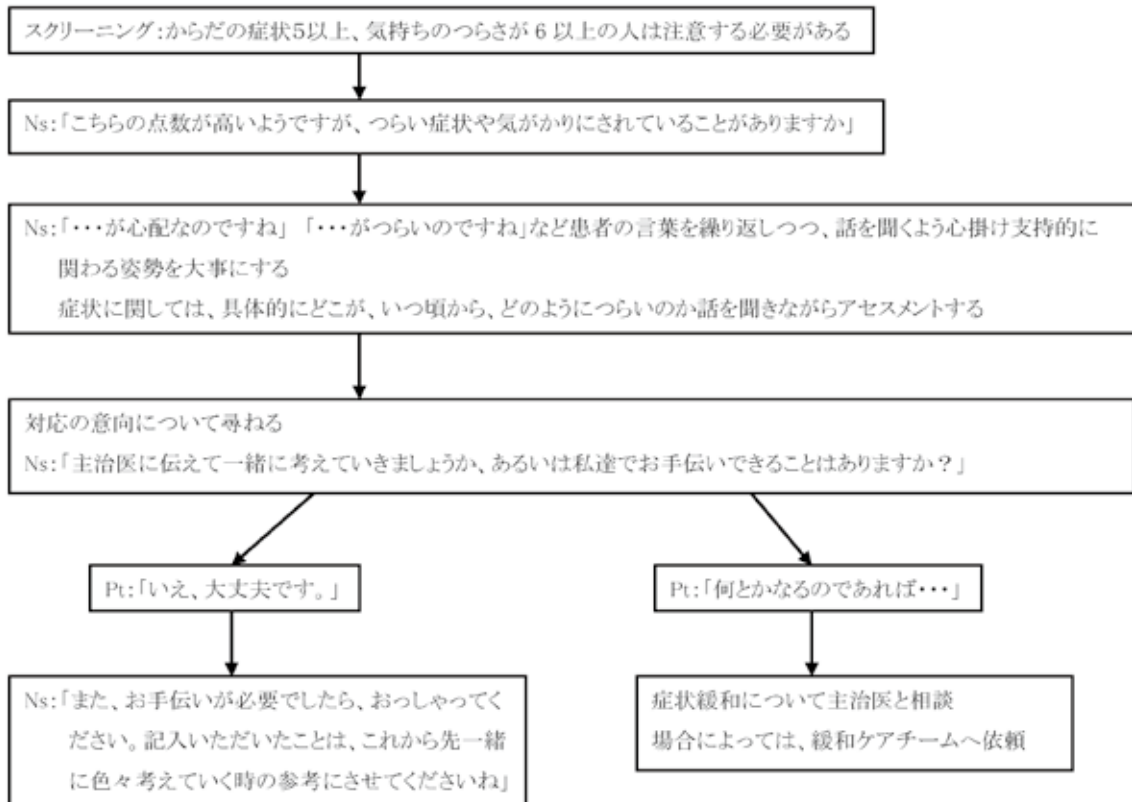 スクリーニング:からだの症状5以上、気持ちのつらさが 6 以上の人は注意する必要がある
Ns:「こちらの点数が高いようですが、つらい症状や気がかりにされていることがありますか」
Ns:「・・・が心配なのですね」 「・・・がつらいのですね」など患者の言葉を繰り返しつつ、話を聞くよう心掛け支持的に
関わる姿勢を大事にする
症状に関しては、具体的にどこが、いつ頃から、どのようにつらいのか話を聞きながらアセスメントする
対応の意向について尋ねる
Ns:「主治医に伝えて一緒に考えていきましょうか、あるいは私達でお手伝いできることはありますか？」
Pt:「いえ、大丈夫です。」
Pt:「何とかなるのであれば・・・」
Ns:「また、お手伝いが必要でしたら、おっしゃってく
ださい。記入いただいたことは、これから先一緒
に色々考えていく時の参考にさせてくださいね」
症状緩和について主治医と相談
場合によっては、緩和ケアチームへ依頼